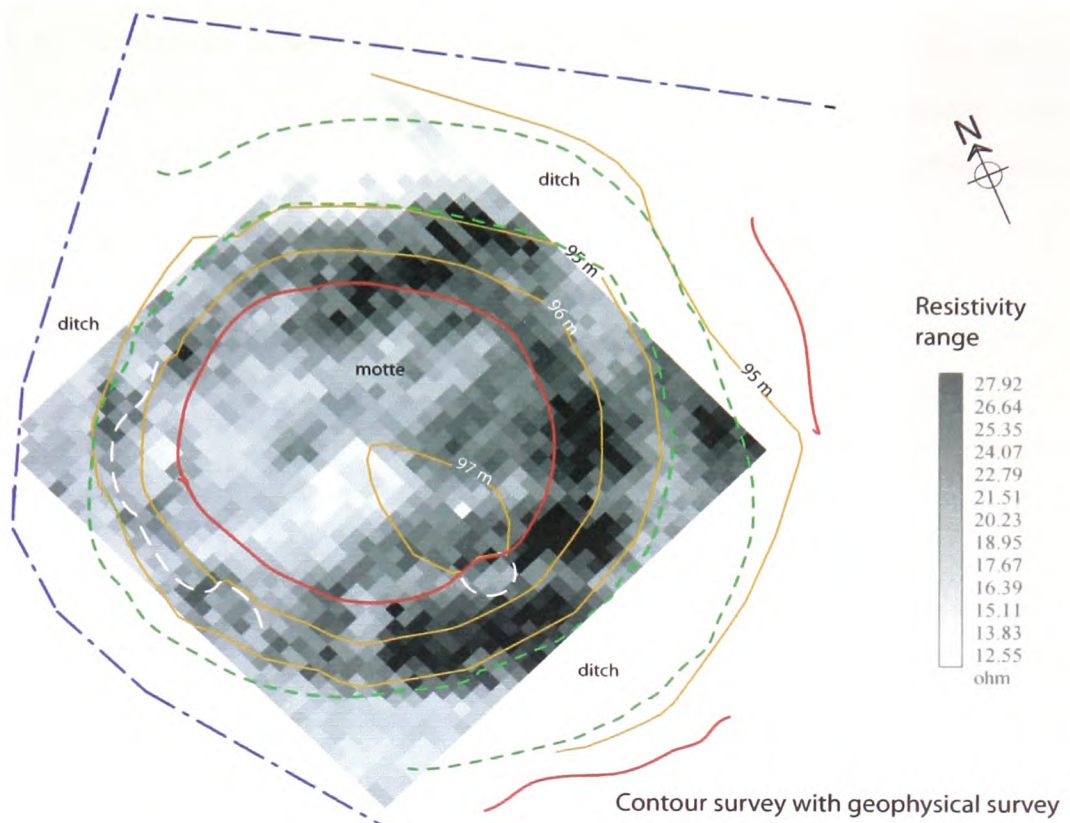 N
ditch
95 m
96 m
ditch
motte
95 m
97 m
ditch
Resistivity
range
27.92
26.64
25.35
24.07
22.79
21.51
20.23
18.95
17.67
16.39
15.11
13.83
12.55
ohm
Contour survey with geophysical survey